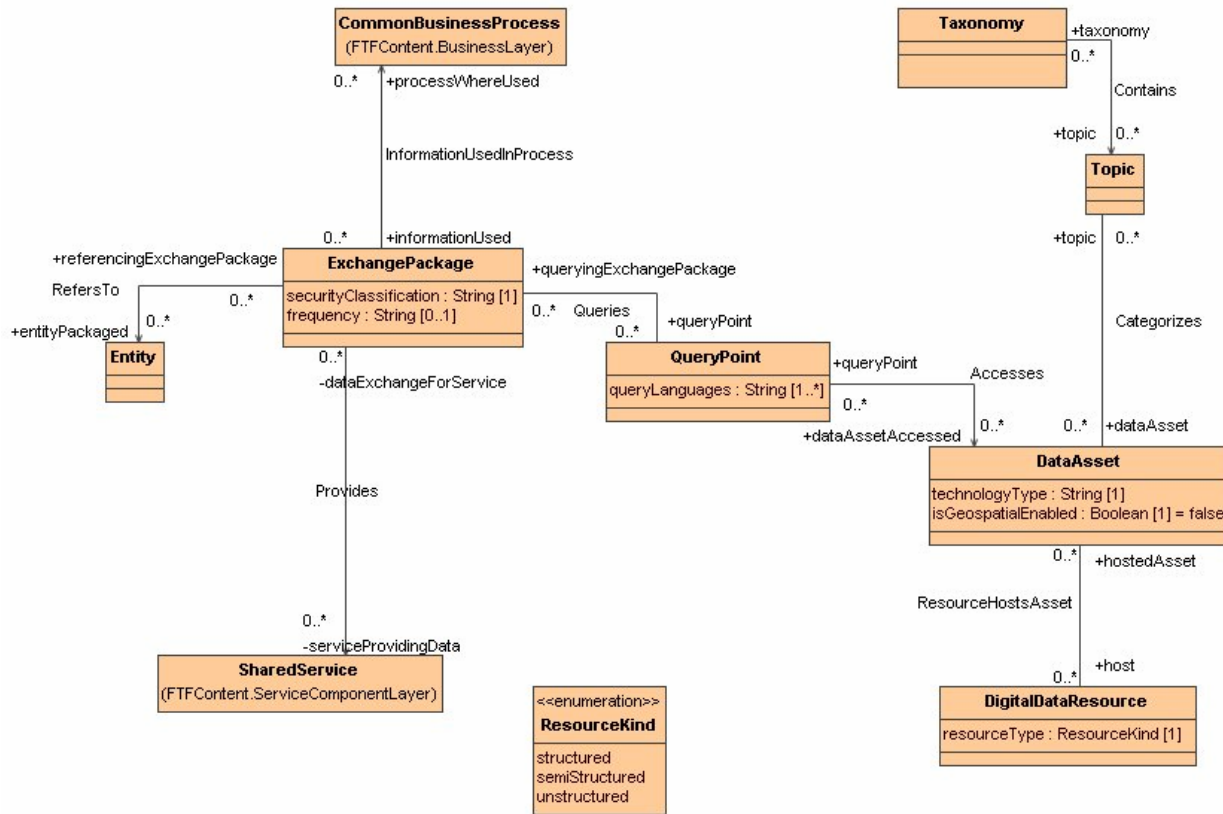 CommonBusinessProcess
(FTFContent.BusinessLayer)
0..*
+processWhereUsed
InformationUsedInProcess
0..*
+informationUsed
Taxonomy
+taxonomy
0..*
Contains
+topic
0..*
Topic
+topic
0..*
Categorizes
0..*
+dataAsset
+referencingExchangePackage
RefersTo
0..*
+entityPackaged
0..*
Entity
ExchangePackage
securityClassification : String [1]
frequency : String [0..1]
+queryingExchangePackage
0..*
Queries
0..*
+queryPoint
QueryPoint
queryLanguages : String [1..*]
+queryPoint
0..*
Accesses
+dataAssetAccessed
0..*
DataAsset
technologyType : String [1]
isGeospatialEnabled : Boolean [1] = false
0..*
+hostedAsset
ResourceHostsAsset
0..*
+host
DigitalDataResource
resourceType : ResourceKind [1]
0..*
-dataExchangeForService
Provides
0..*
-serviceProvidingData
SharedService
(FTFContent.ServiceComponentLayer)
<<enumeration>>
ResourceKind
structured
semiStructured
unstructured